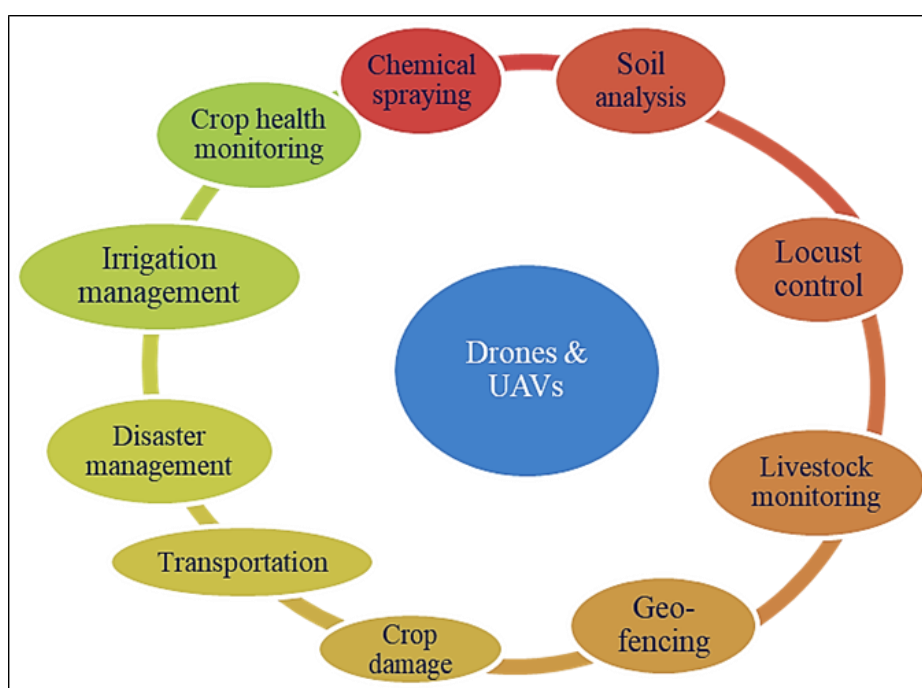 Chemical
spraying
Soil
analysis
Locust
control
Livestock
monitoring
Geo-
fencing
Crop
damage
Transportation
Disaster
management
Irrigation
management
Crop health
monitoring
Drones &
UAVs